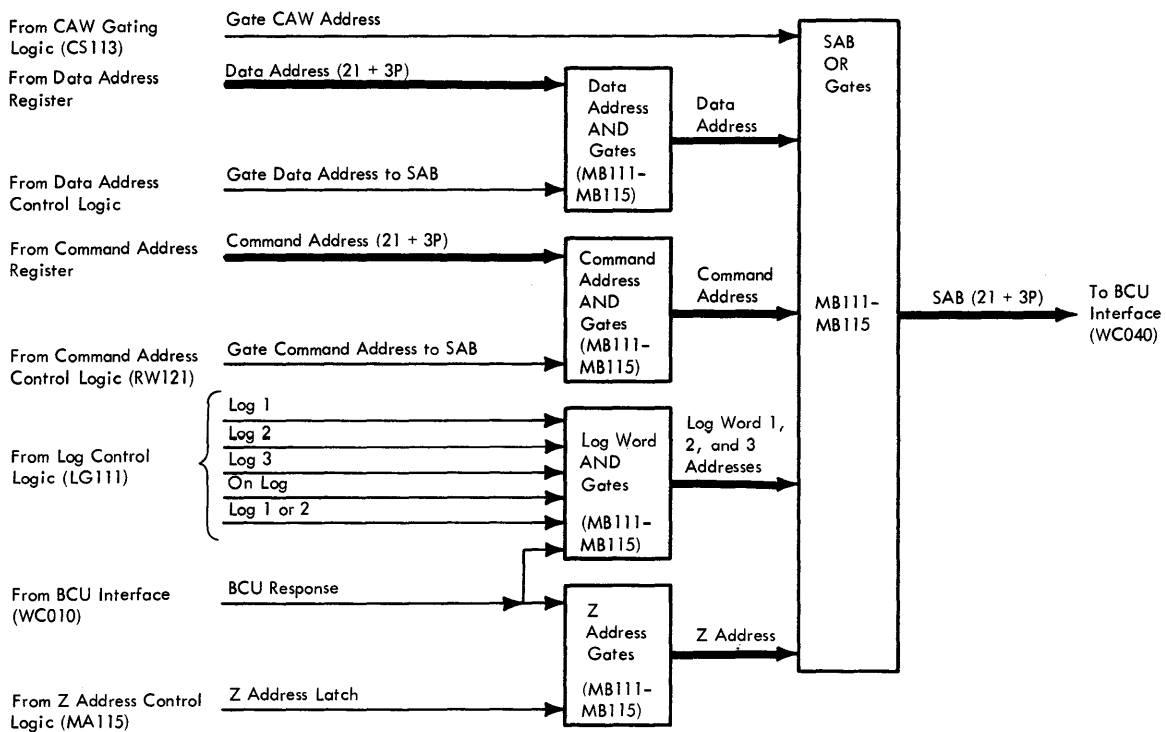 From CAW Gating
Logic (CS113)
Gate CAW Address
SAB
OR
Gates
From Data Address
Register
Data Address (21 + 3P)
Data
Address
AND
Gates
(MB111-
MB115)
Data
Address
From Data Address
Control Logic
Gate Data Address to SAB
From Command Address
Register
Command Address (21 + 3P)
Command
Address
AND
Gates
(MB111-
MB115)
Command
Address
MB111-
MB115
SAB (21 + 3P)
To BCU
Interface
(WC040)
From Command Address
Control Logic (RW121)
Gate Command Address to SAB
From Log Control
Logic (LG111)
Log 1
Log 2
Log 3
On Log
Log 1 or 2
Log Word
AND
Gates
(MB111-
MB115)
Log Word 1,
2, and 3
Addresses
From BCU Interface
(WC010)
BCU Response
Z
Address
Gates
(MB111-
MB115)
Z Address
From Z Address Control
Logic (MA115)
Z Address Latch